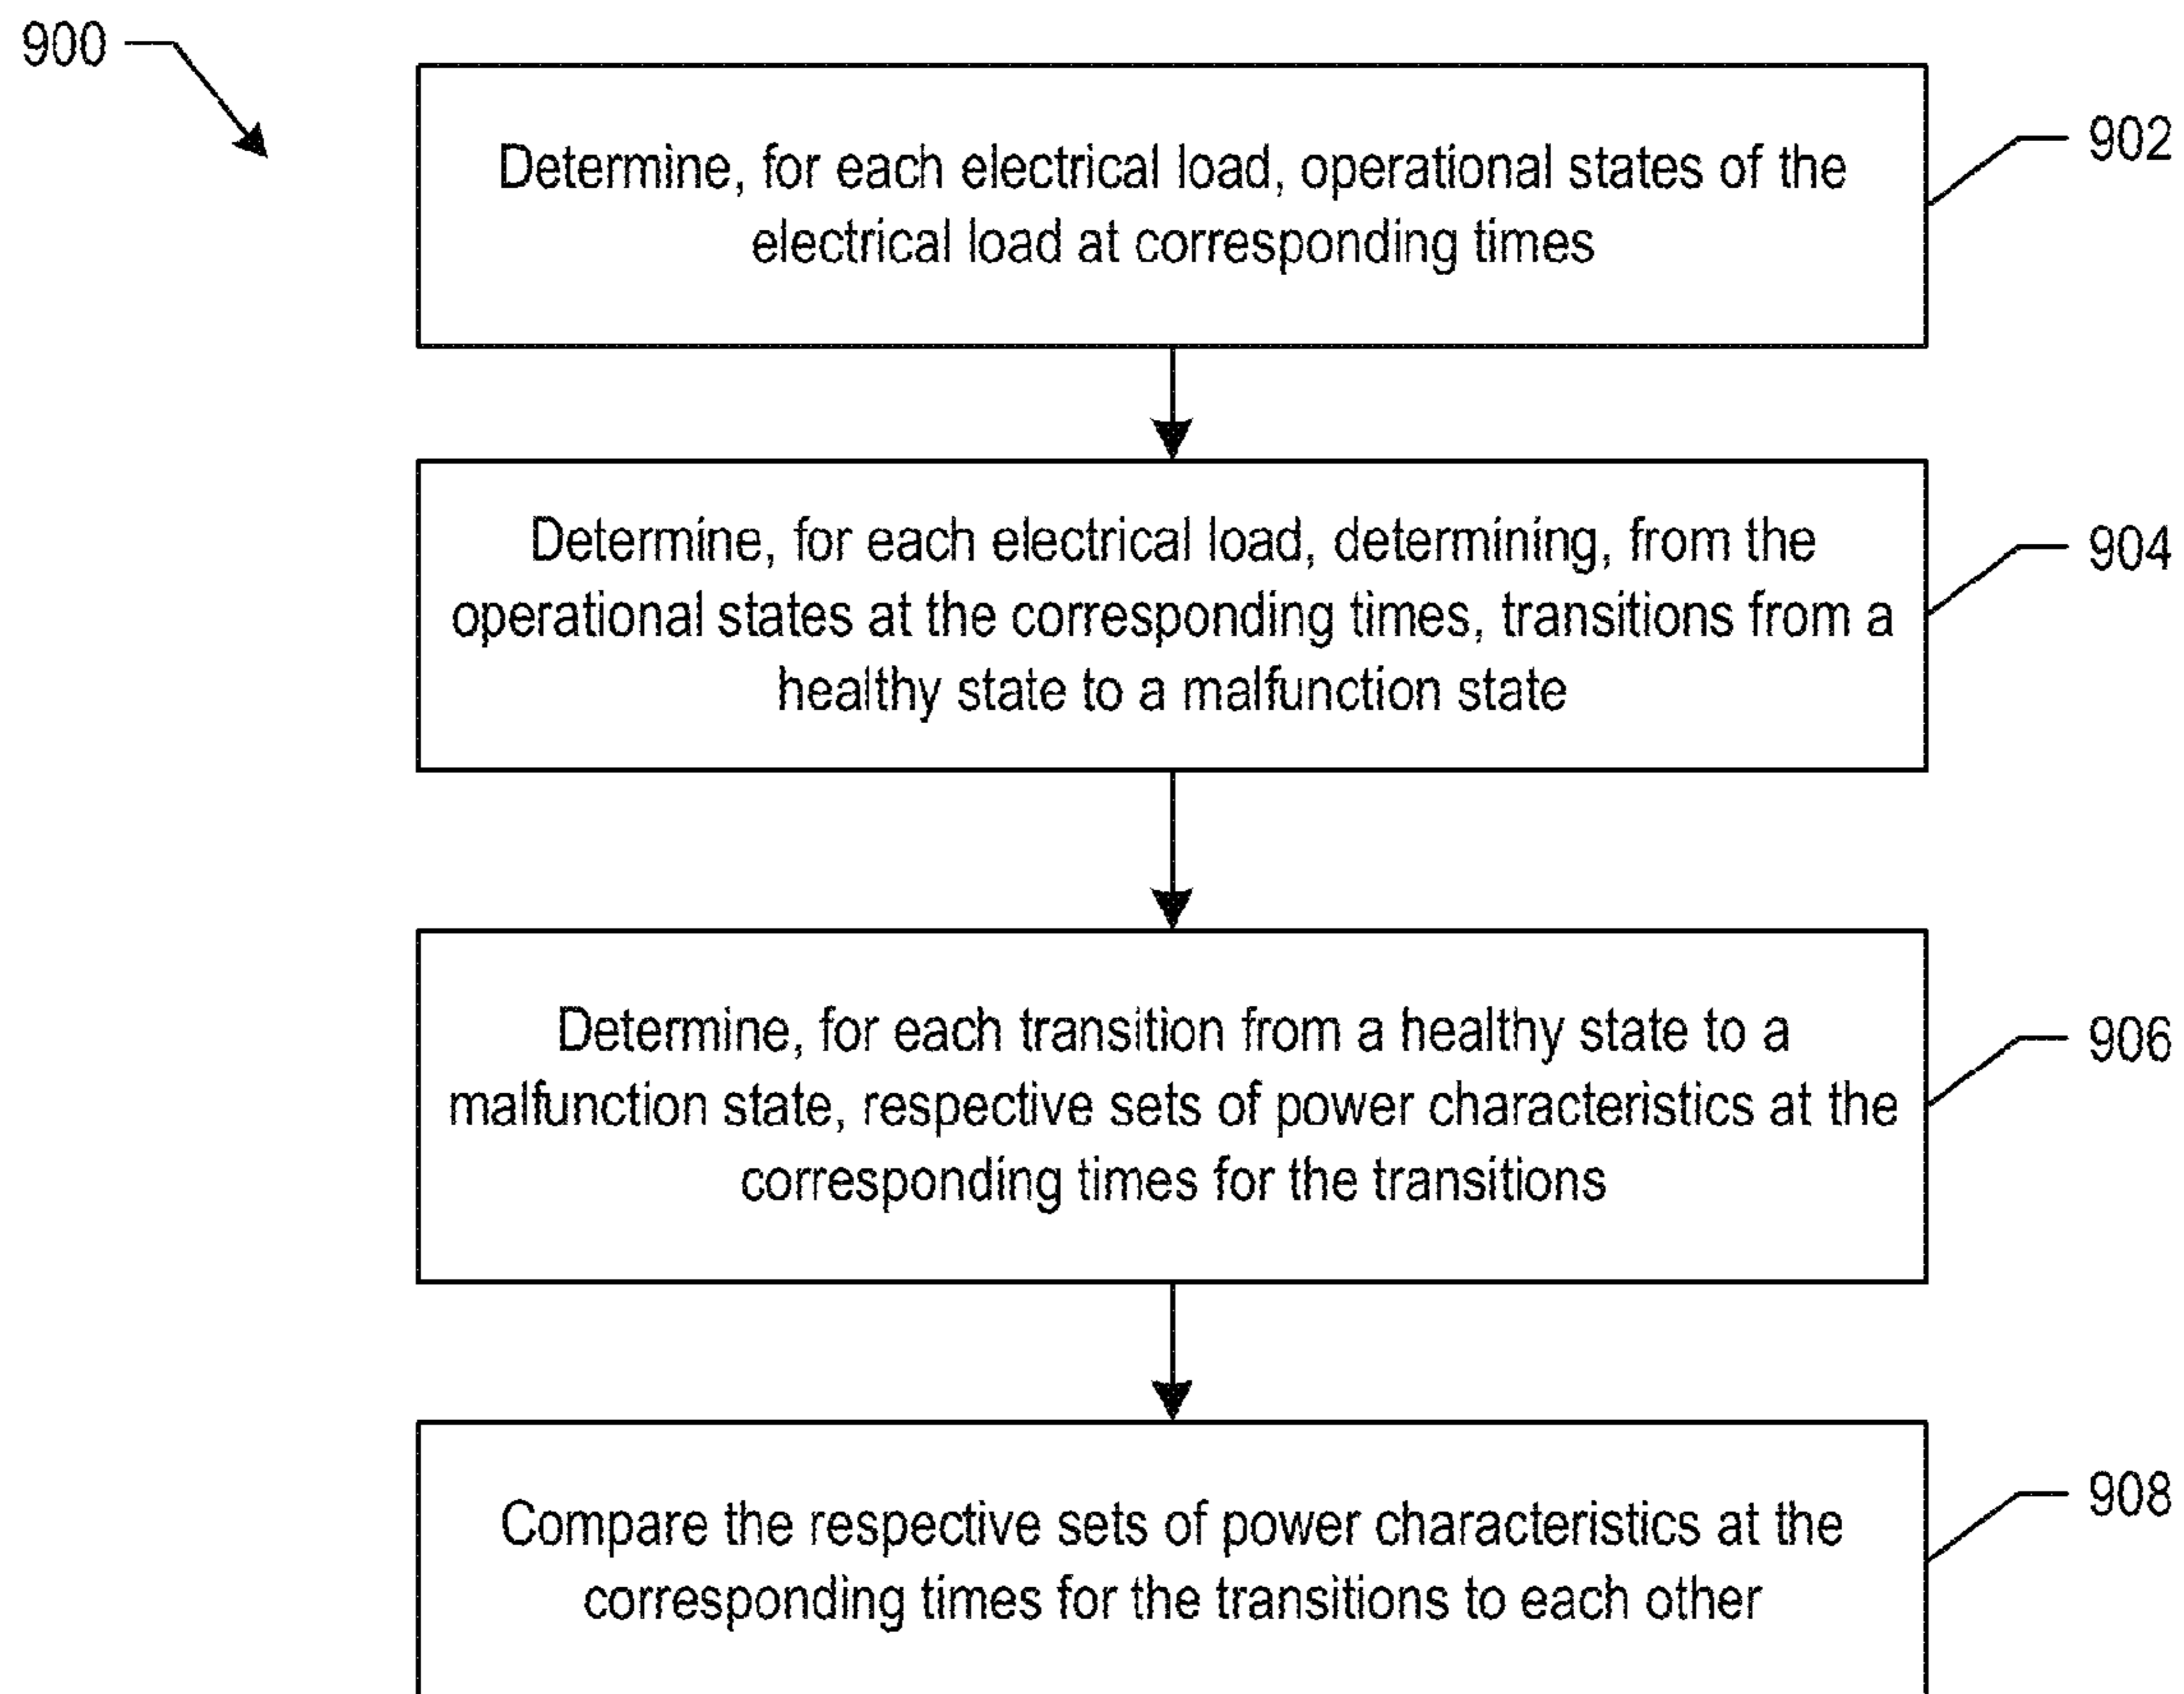 900
Determine, for each electrical load, operational states of the
electrical load at corresponding times
902
Determine, for each electrical load, determining, from the
operational states at the corresponding times, transitions from a
healthy state to a malfunction state
904
Determine, for each transition from a healthy state to a
malfunction state, respective sets of power characteristics at the
corresponding times for the transitions
906
Compare the respective sets of power characteristics at the
corresponding times for the transitions to each other
908